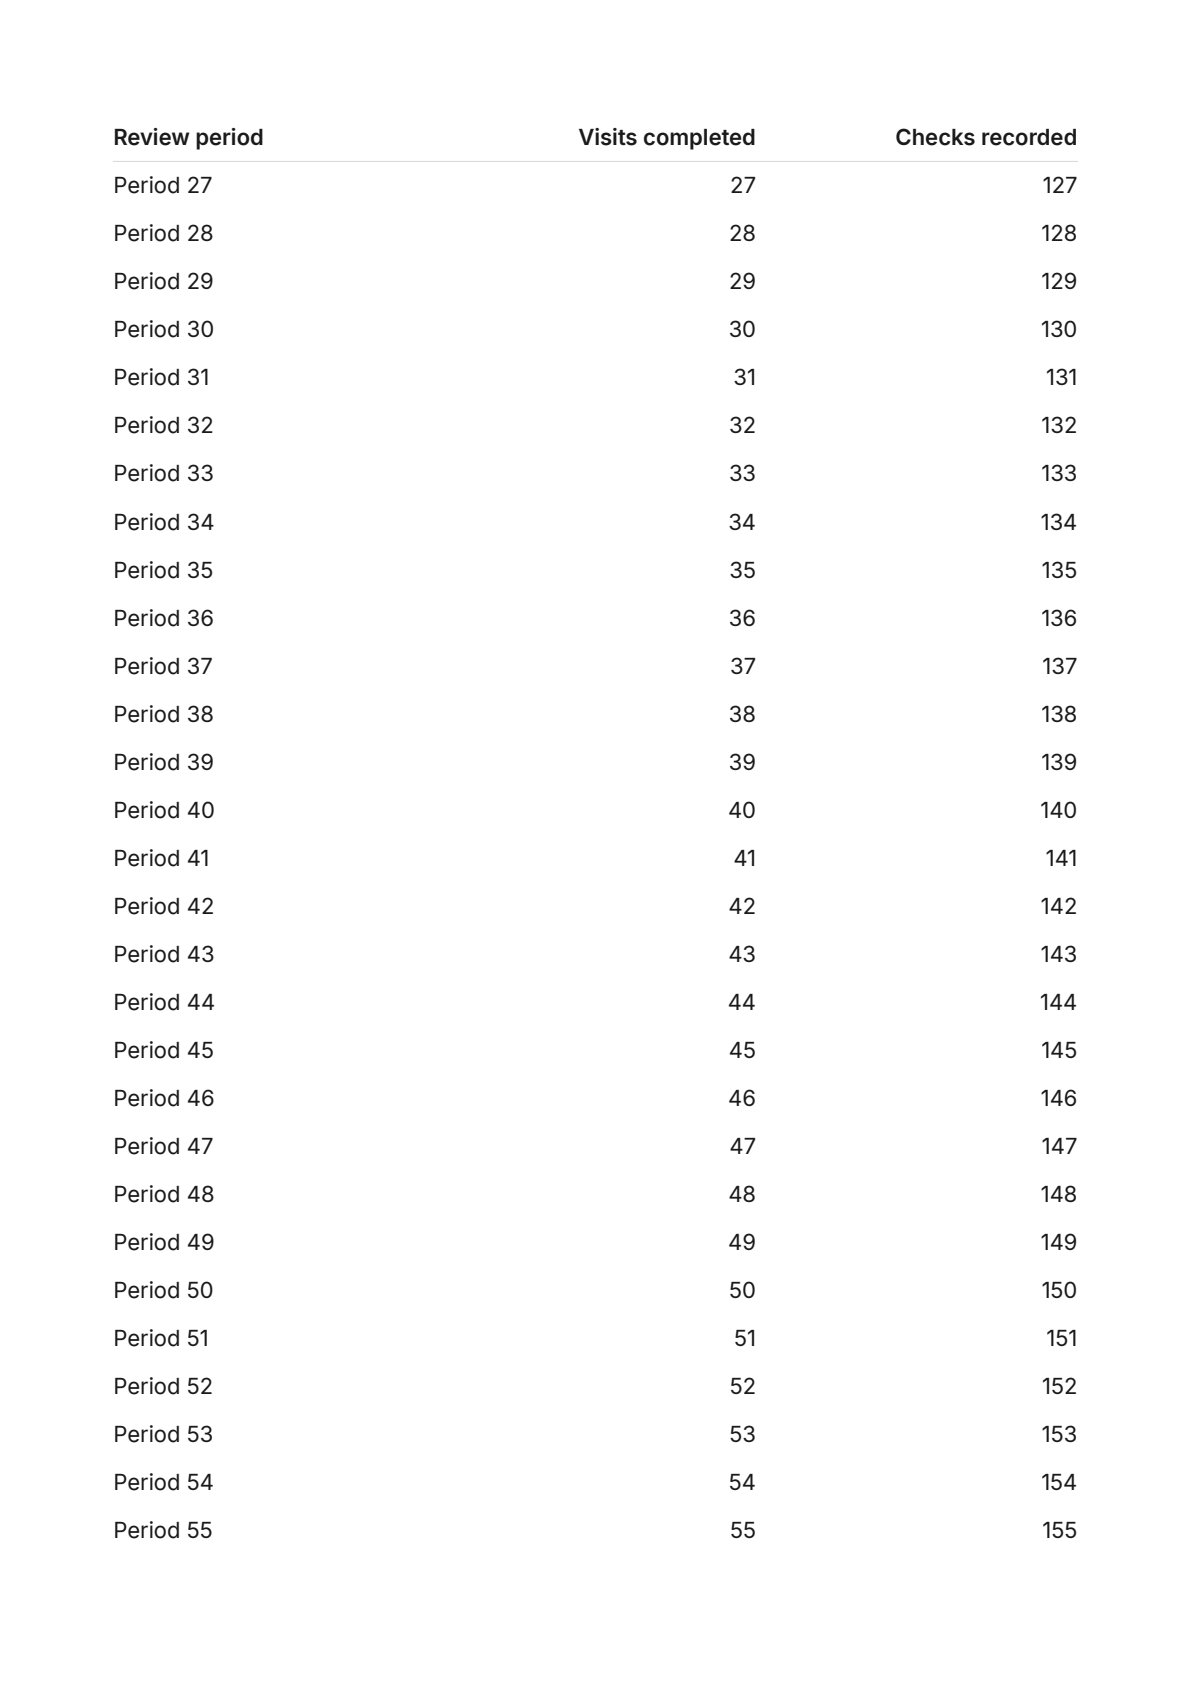 Review period Visits completed Checks recorded
Period 27 27 127
Period 28 28 128
Period 29 29 129
Period 30 30 130
Period 31 31 131
Period 32 32 132
Period 33 33 133
Period 34 34 134
Period 35 35 135
Period 36 36 136
Period 37 37 137
Period 38 38 138
Period 39 39 139
Period 40 40 140
Period 41 41 141
Period 42 42 142
Period 43 43 143
Period 44 44 144
Period 45 45 145
Period 46 46 146
Period 47 47 147
Period 48 48 148
Period 49 49 149
Period 50 50 150
Period 51 51 151
Period 52 52 152
Period 53 53 153
Period 54 54 154
Period 55 55 155